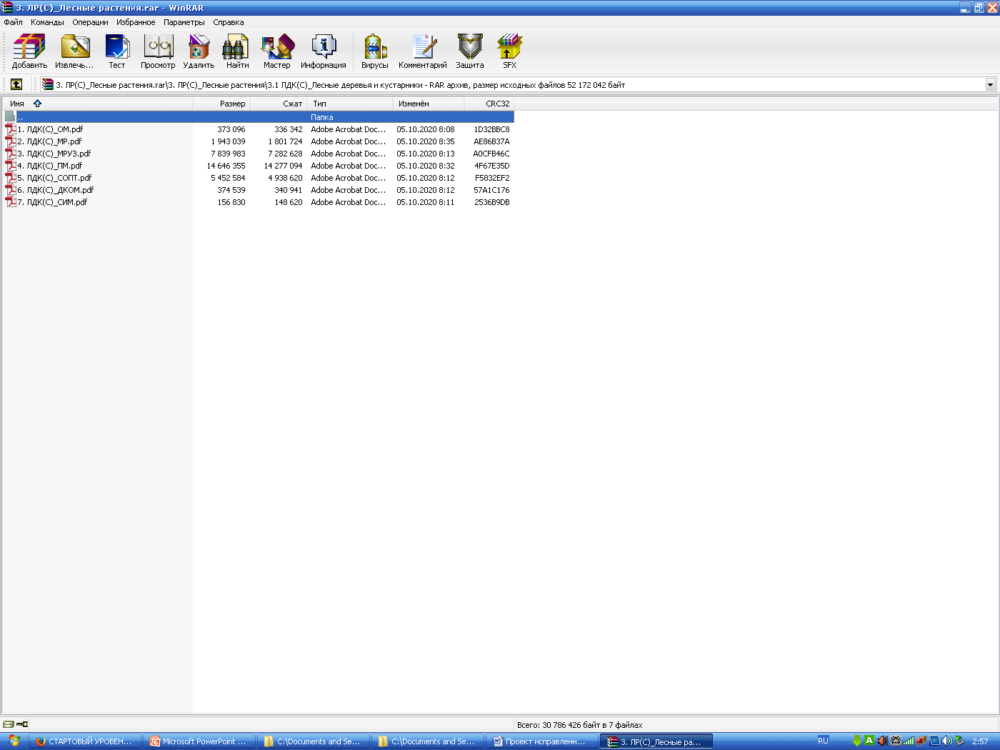 3. ЛР(С)_Лесные растения.rar - WinRAR
Файл Команды Операции Избранное Параметры Справка
Добавить Извлечь... Тест Просмотр Удалить Найти Мастер Информация Вирусы Комментарий Защита SFX
3. ЛР(С)_Лесные растения.rar\3. ЛР(С)_Лесные растения\3.1 ЛДК(С)_Лесные деревья и кустарники - RAR архив, размер исходных файлов 52 172 042 байт
Имя Размер Сжат Тип Изменён CRC32
.. Папка
1. ЛДК(С)_ОМ.pdf 373 096 336 342 Adobe Acrobat Doc... 05.10.2020 8:08 1D32BBC8
2. ЛДК(С)_МР.pdf 1 943 039 1 801 724 Adobe Acrobat Doc... 05.10.2020 8:35 AE86B37A
3. ЛДК(С)_МРУЗ.pdf 7 839 983 7 282 628 Adobe Acrobat Doc... 05.10.2020 8:13 A0CFB46C
4. ЛДК(С)_ПМ.pdf 14 646 355 14 277 094 Adobe Acrobat Doc... 05.10.2020 8:32 4F67E35D
5. ЛДК(С)_СОПТ.pdf 5 452 584 4 938 620 Adobe Acrobat Doc... 05.10.2020 8:12 F5832EF2
6. ЛДК(С)_ДКОМ.pdf 374 539 340 941 Adobe Acrobat Doc... 05.10.2020 8:12 57A1C176
7. ЛДК(С)_СИМ.pdf 156 830 148 620 Adobe Acrobat Doc... 05.10.2020 8:11 2536B9DB
Всего: 30 786 426 байт в 7 файлах
СТАРТОВЫЙ УРОВЕН... Microsoft PowerPoint ... C:\Documents and Se... C:\Documents and Se... Проект исправленн... 3. ЛР(С)_Лесные ра... RU 2:57